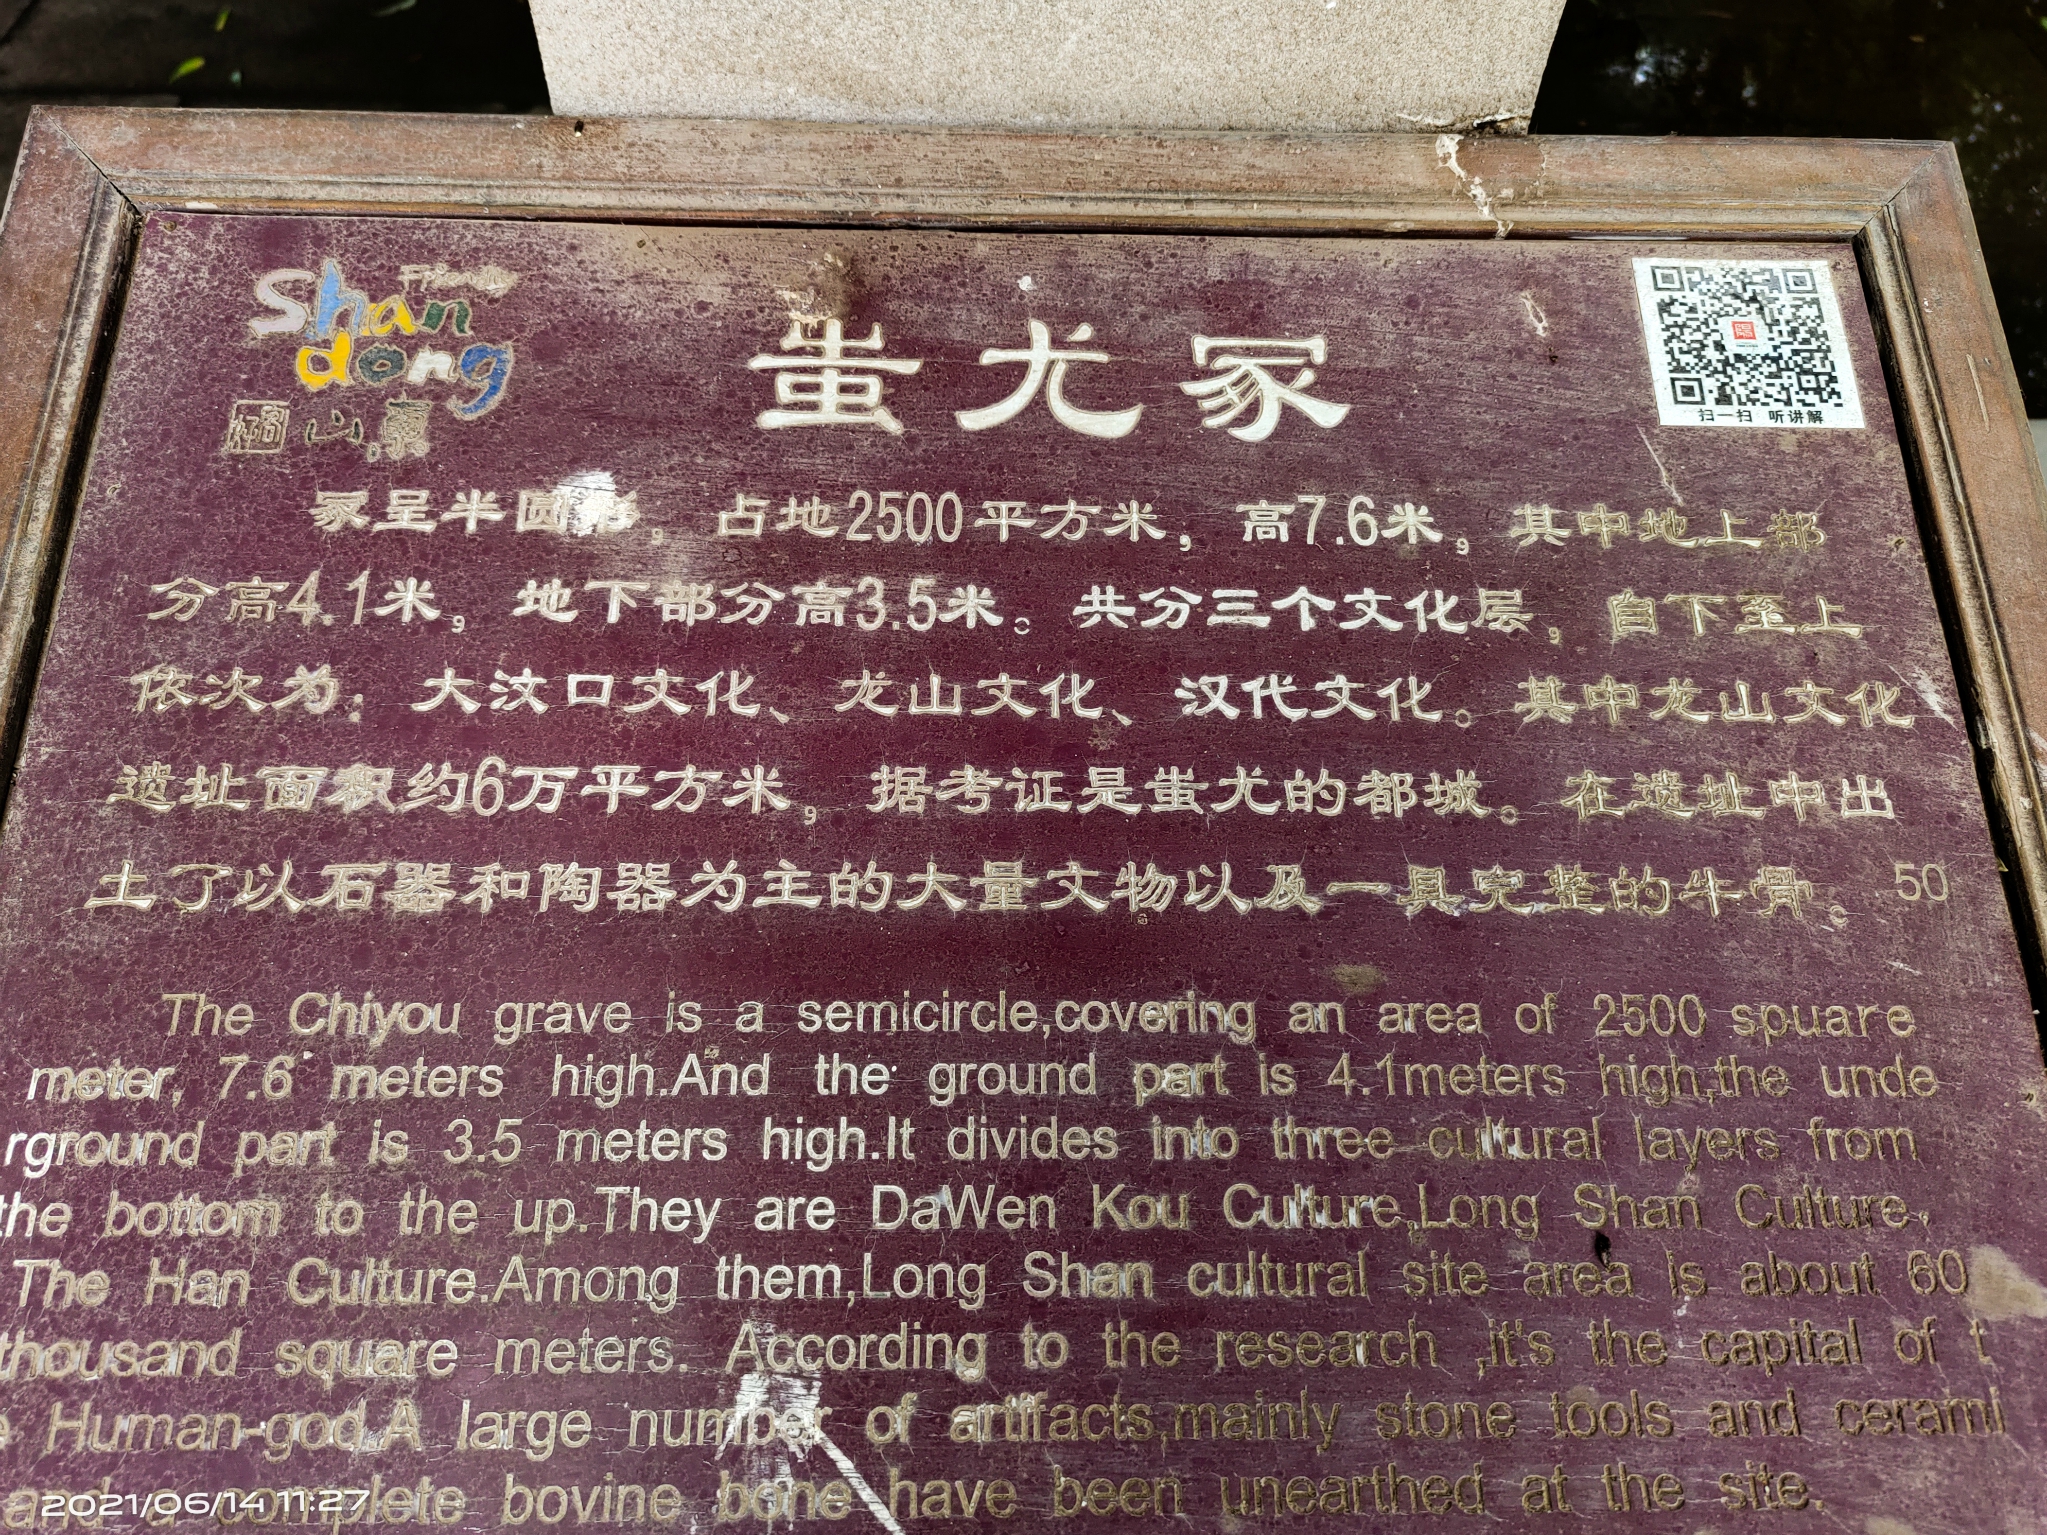 Friendly
Shan
dong
好客 山东
蚩尤冢
扫一扫 听讲解
冢呈半圆形，占地2500平方米，高7.6米，其中地上部
分高4.1米，地下部分高3.5米。共分三个文化层，自下至上
依次为：大汶口文化、龙山文化、汉代文化。其中龙山文化
遗址面积约6万平方米，据考证是蚩尤的都城。在遗址中出
土了以石器和陶器为主的大量文物以及一具完整的牛骨。 50
The Chiyou grave is a semicircle,covering an area of 2500 spuare
meter, 7.6 meters high.And the ground part is 4.1meters high,the unde
rground part is 3.5 meters high.It divides into three cultural layers from
the bottom to the up.They are DaWen Kou Culture,Long Shan Culture,
The Han Culture.Among them,Long Shan cultural site area is about 60
thousand square meters. According to the research ,it's the capital of t
e Human-god.A large number of artifacts,mainly stone tools and cerami
and a complete bovine bone have been unearthed at the site.
2021/06/14 11:27